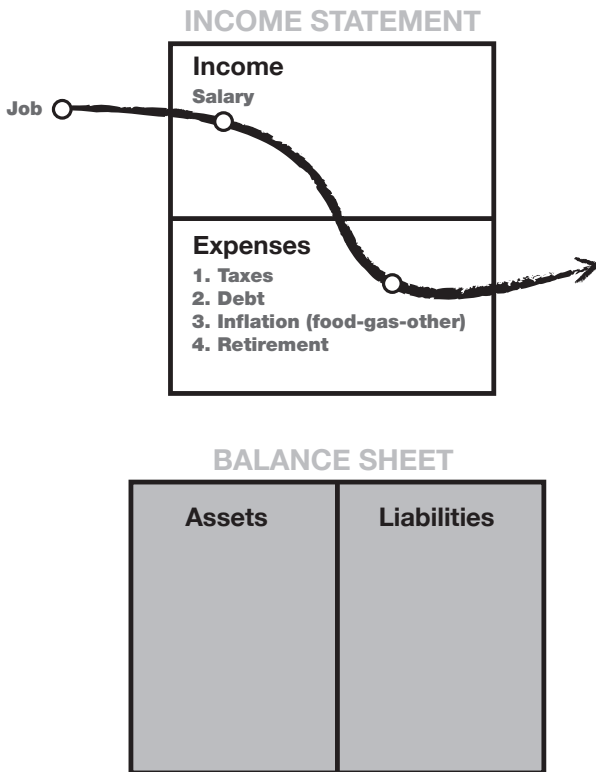 INCOME STATEMENT
Income
Salary
Job
Expenses
1. Taxes
2. Debt
3. Inflation (food-gas-other)
4. Retirement
BALANCE SHEET
Assets
Liabilities